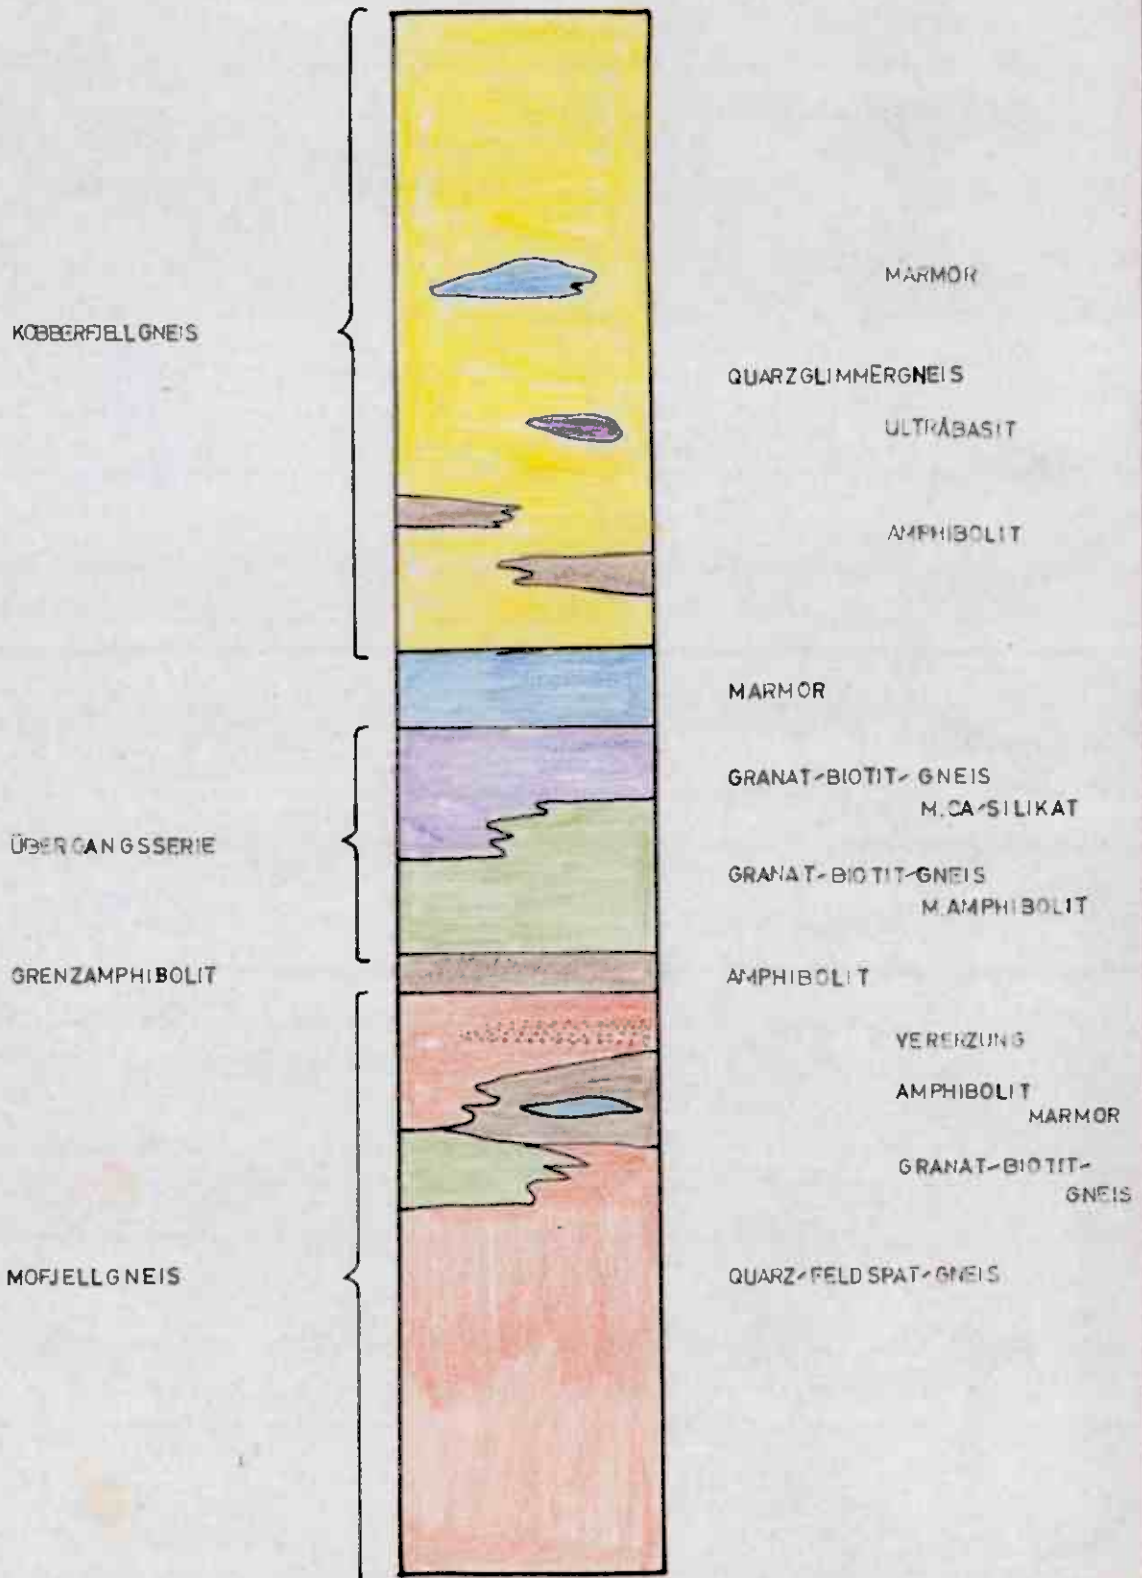 MARMOR
KOBBERFJELLGNEIS
QUARZGLIMMERGNEIS
ULTRABASIT
AMPHIBOLIT
MARMOR
GRANAT-BIOTIT-GNEIS
M.CA-SILIKAT
ÜBERGANGSSERIE
GRANAT-BIOTIT-GNEIS
M.AMPHIBOLIT
GRENZAMPHIBOLIT
AMPHIBOLIT
VERERZUNG
AMPHIBOLIT
MARMOR
GRANAT-BIOTIT-
GNEIS
MOFJELLGNEIS
QUARZ-FELDSPAT-GNEIS